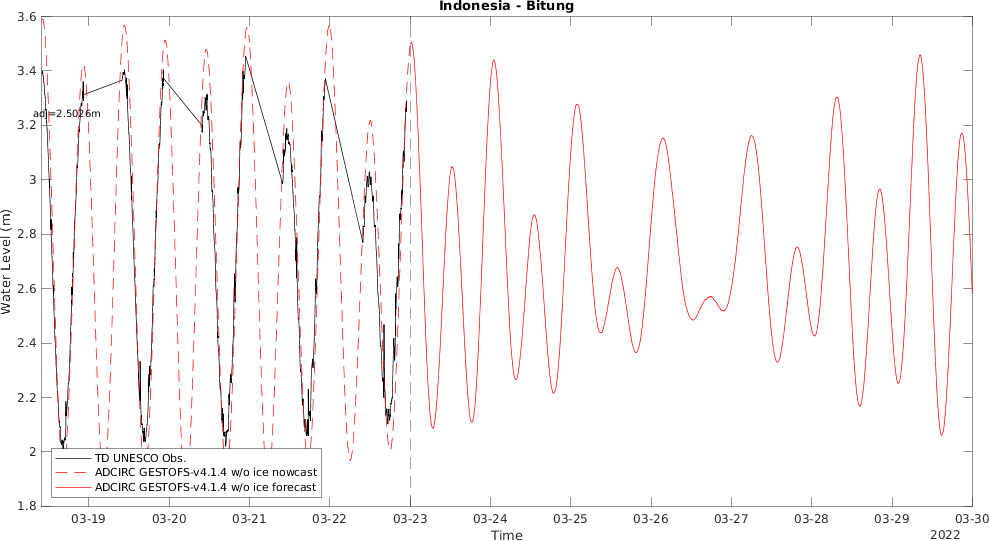 Indonesia - Bitung
3.6
3.4
3.2
3
2.8
2.6
2.4
2.2
2
1.8
Water Level (m)
adj=2.5026m
TD UNESCO Obs.
ADCIRC GESTOFS-v4.1.4 w/o ice nowcast
ADCIRC GESTOFS-v4.1.4 w/o ice forecast
03-19 03-20 03-21 03-22 03-23 03-24 03-25 03-26 03-27 03-28 03-29 03-30
Time
2022